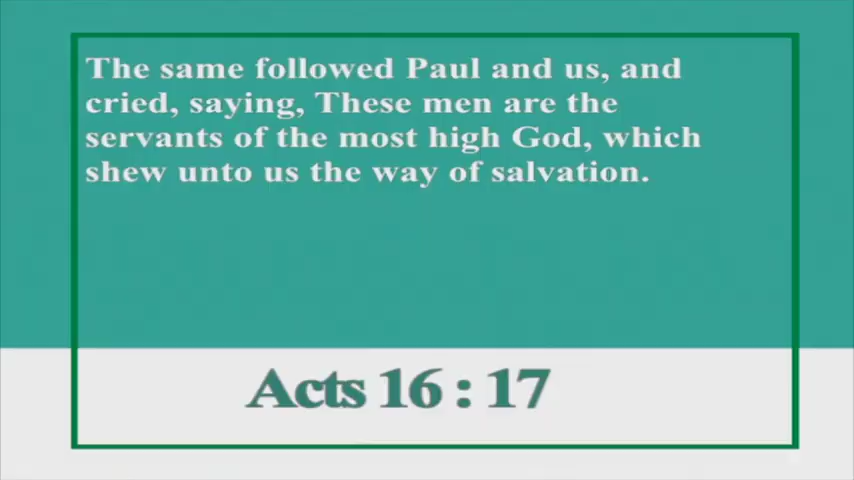 The same followed Paul and us, and
cried, saying, These men are the
servants of the most high God, which
shew unto us the way of salvation.
Acts 16 : 17